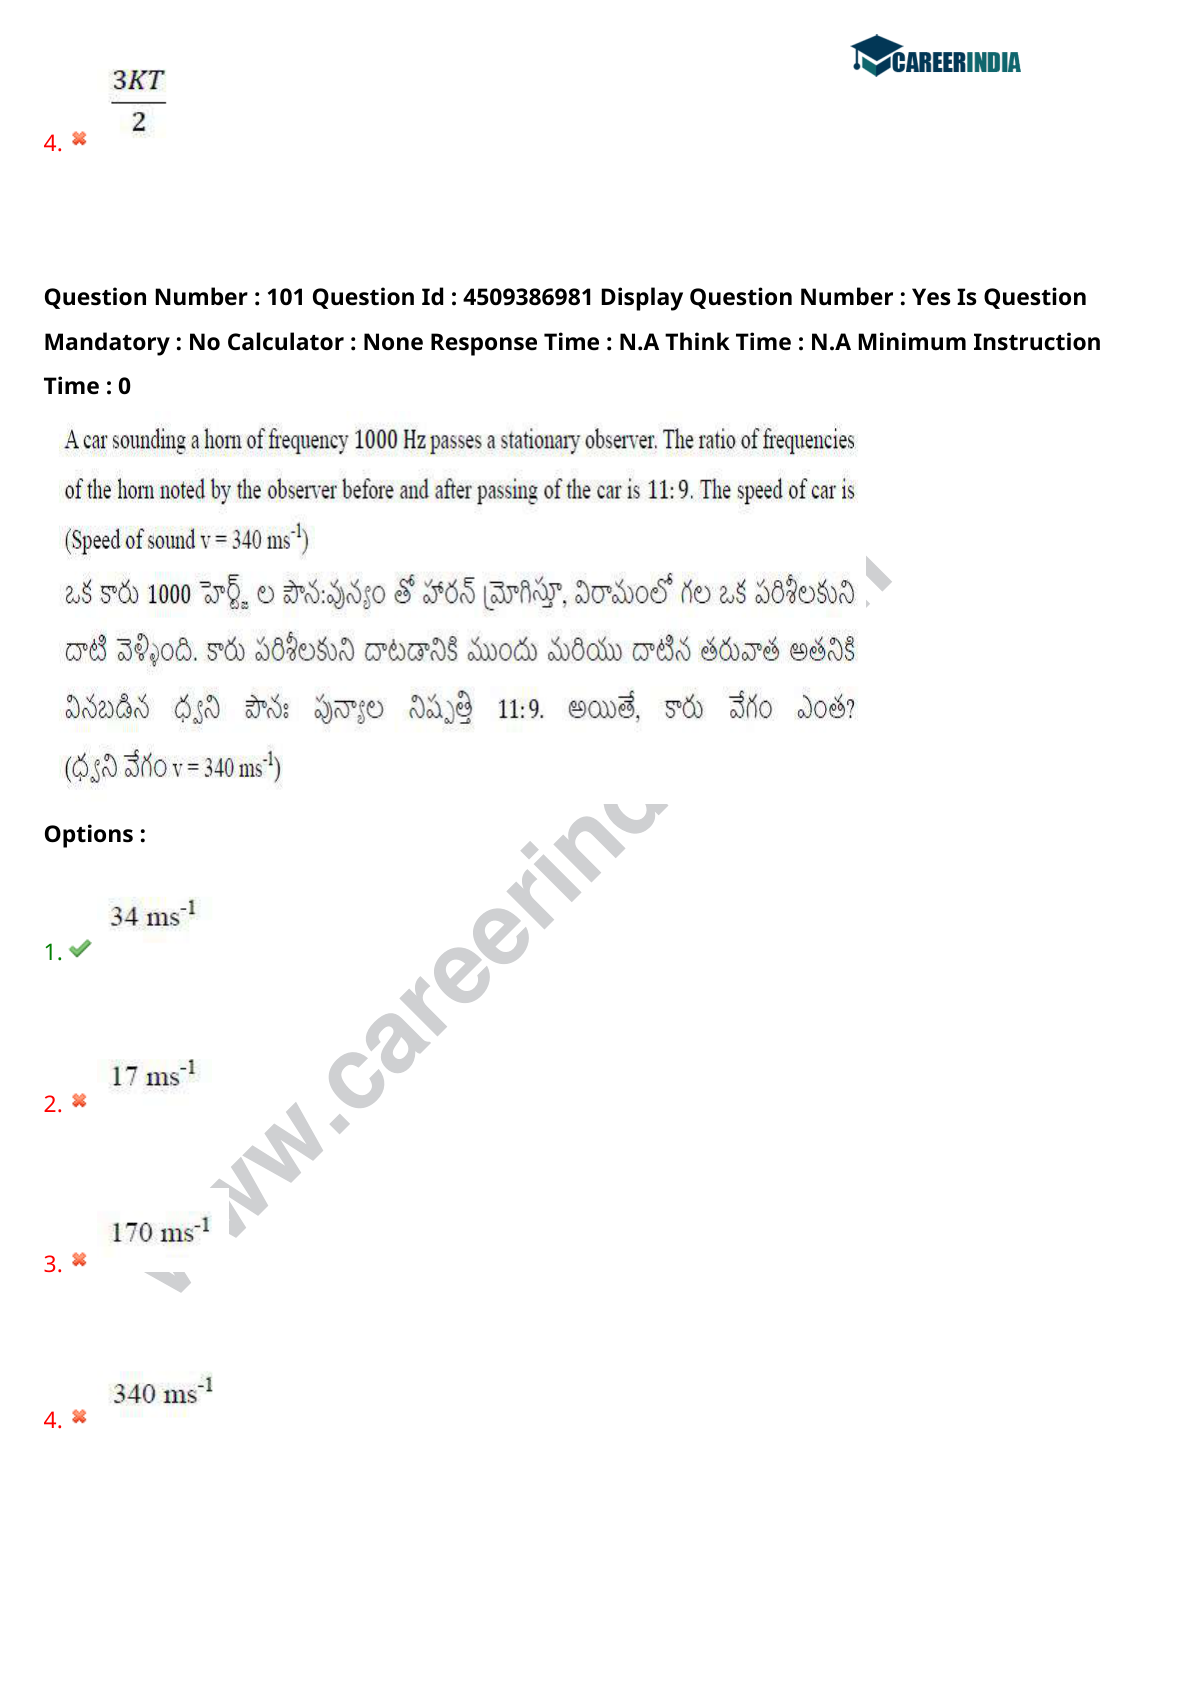 CAREERINDIA
3KT
2
4.
Question Number : 101 Question Id : 4509386981 Display Question Number : Yes Is Question
Mandatory : No Calculator : None Response Time : N.A Think Time : N.A Minimum Instruction
Time : 0
A car sounding a horn of frequency 1000 Hz passes a stationary observer. The ratio of frequencies
of the horn noted by the observer before and after passing of the car is 11: 9. The speed of car is
(Speed of sound v = 340 ms⁻¹)
ఒక కారు 1000 హెర్ట్జ్ ల పౌన:పున్యం తో హారన్ మ్రోగిస్తూ, విరామంలో గల ఒక పరిశీలకుని
దాటి వెళ్ళింది. కారు పరిశీలకుని దాటడానికి ముందు మరియు దాటిన తరువాత అతనికి
వినబడిన ధ్వని పౌనః పున్యాల నిష్పత్తి 11: 9. అయితే, కారు వేగం ఎంత?
(ధ్వని వేగం v = 340 ms⁻¹)
Options :
34 ms⁻¹
1.
17 ms⁻¹
2.
170 ms⁻¹
3.
340 ms⁻¹
4.